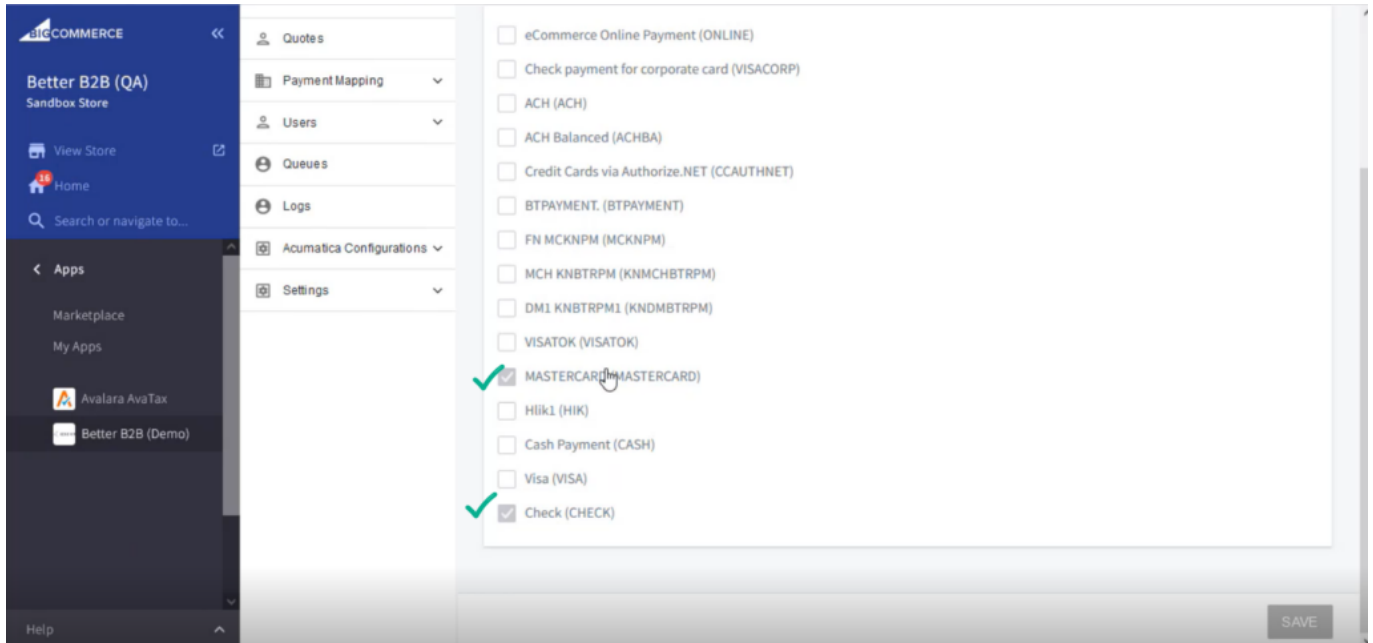 BIGCOMMERCE
Better B2B (QA)
Sandbox Store
View Store
16
Home
Search or navigate to...
Apps
Marketplace
My Apps
Avalara AvaTax
Better B2B (Demo)
Help
Quotes
Payment Mapping
Users
Queues
Logs
Acumatica Configurations
Settings
eCommerce Online Payment (ONLINE)
Check payment for corporate card (VISACORP)
ACH (ACH)
ACH Balanced (ACHBA)
Credit Cards via Authorize.NET (CCAUTHNET)
BTPAYMENT. (BTPAYMENT)
FN MCKNPM (MCKNPM)
MCH KNBTRPM (KNMCHBTRPM)
DM1 KNBTRPM1 (KNDMBTRPM)
VISATOK (VISATOK)
MASTERCARD (MASTERCARD)
Hlik1 (HIK)
Cash Payment (CASH)
Visa (VISA)
Check (CHECK)
SAVE